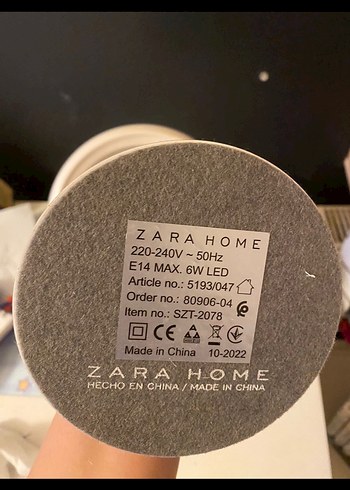 ZARA HOME
220-240V ~ 50Hz
E14 MAX. 6W LED
Article no.: 5193/047
Order no.: 80906-04
Item no.: SZT-2078
CE
Made in China 10-2022
ZARA HOME
HECHO EN CHINA / MADE IN CHINA